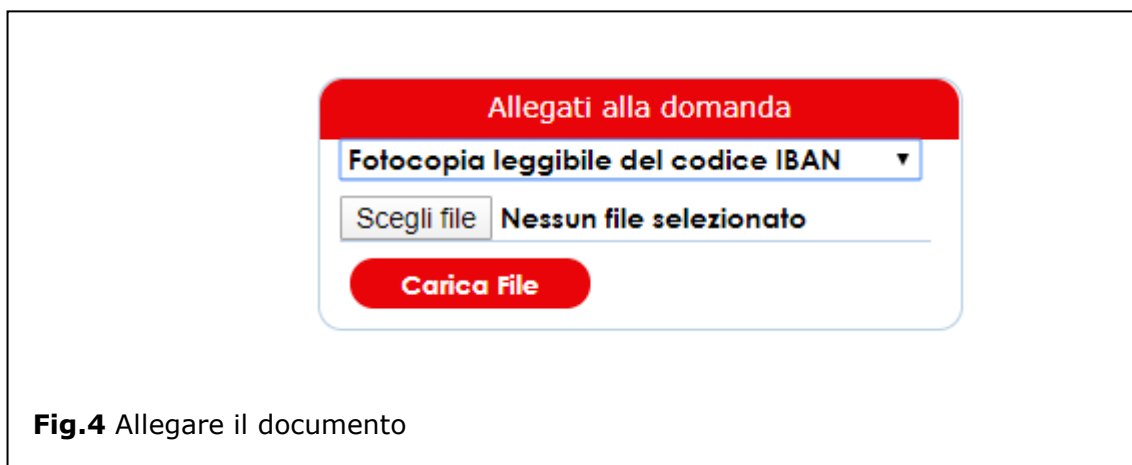 Allegati alla domanda
Fotocopia leggibile del codice IBAN
Scegli file Nessun file selezionato
Carica File
Fig.4 Allegare il documento